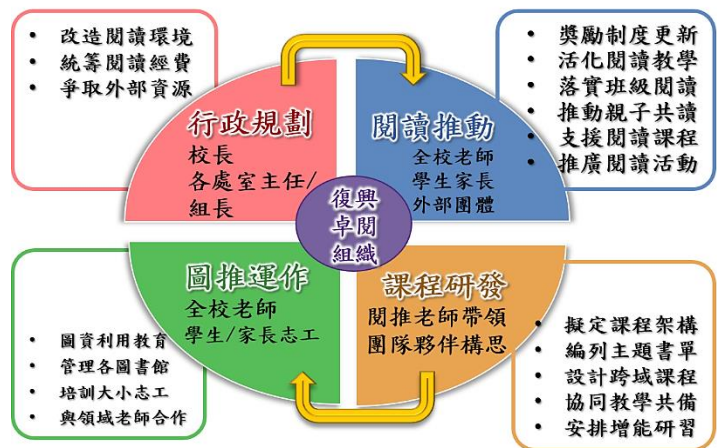 • 改造閱讀環境
• 統籌閱讀經費
• 爭取外部資源
行政規劃
校長
各處室主任/
組長
閱讀推動
全校老師
學生家長
外部團體
• 獎勵制度更新
• 活化閱讀教學
• 落實班級閱讀
• 推動親子共讀
• 支援閱讀課程
• 推廣閱讀活動
復興
卓閱
組織
圖推運作
全校老師
學生/家長志工
• 圖資利用教育
• 管理各圖書館
• 培訓大小志工
• 與領域老師合作
課程研發
閱推老師帶領
團隊夥伴構思
• 擬定課程架構
• 編列主題書單
• 設計跨域課程
• 協同教學共備
• 安排增能研習